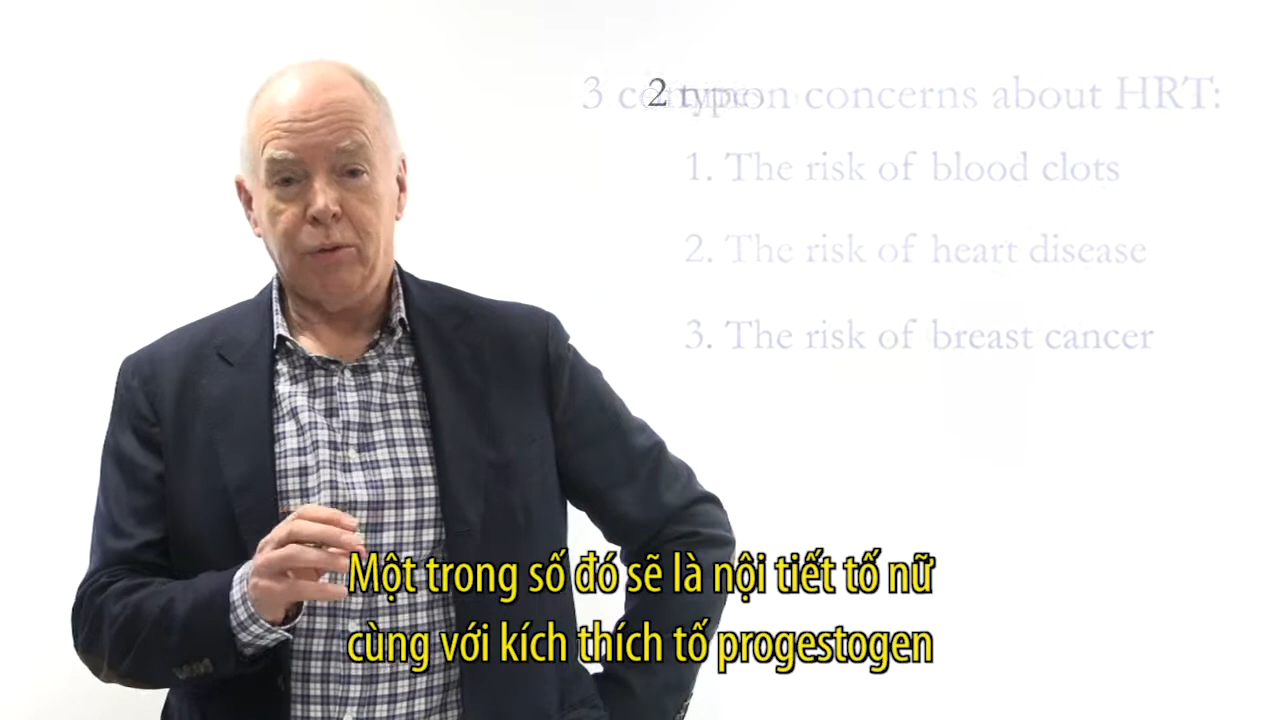 3 common concerns about HRT:
2 type
1. The risk of blood clots
2. The risk of heart disease
3. The risk of breast cancer
Một trong số đó sẽ là nội tiết tố nữ
cùng với kích thích tố progestogen